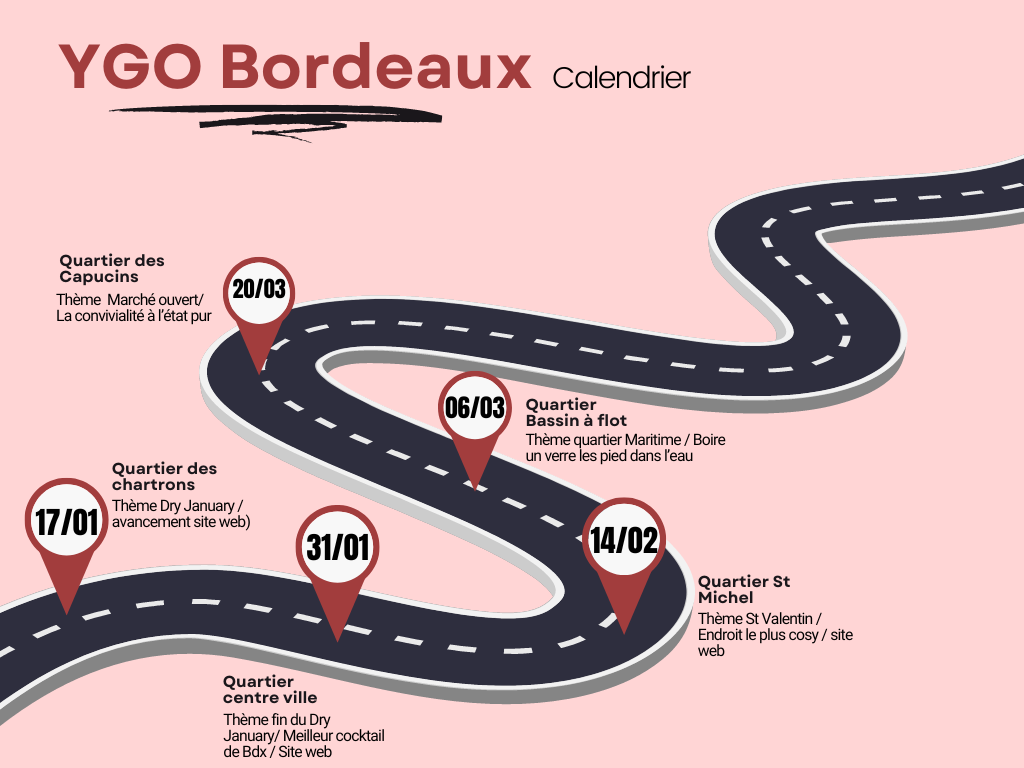 YGO Bordeaux Calendrier
Quartier des
Capucins
Thème  Marché ouvert/
La convivialité à l'état pur
20/03
06/03
Quartier
Bassin à flot
Thème quartier Maritime / Boire
un verre les pied dans l'eau
Quartier des
chartrons
Thème Dry January /
avancement site web)
17/01
31/01
14/02
Quartier St
Michel
Thème St Valentin /
Endroit le plus cosy / site
web
Quartier
centre ville
Thème fin du Dry
January/ Meilleur cocktail
de Bdx / Site web